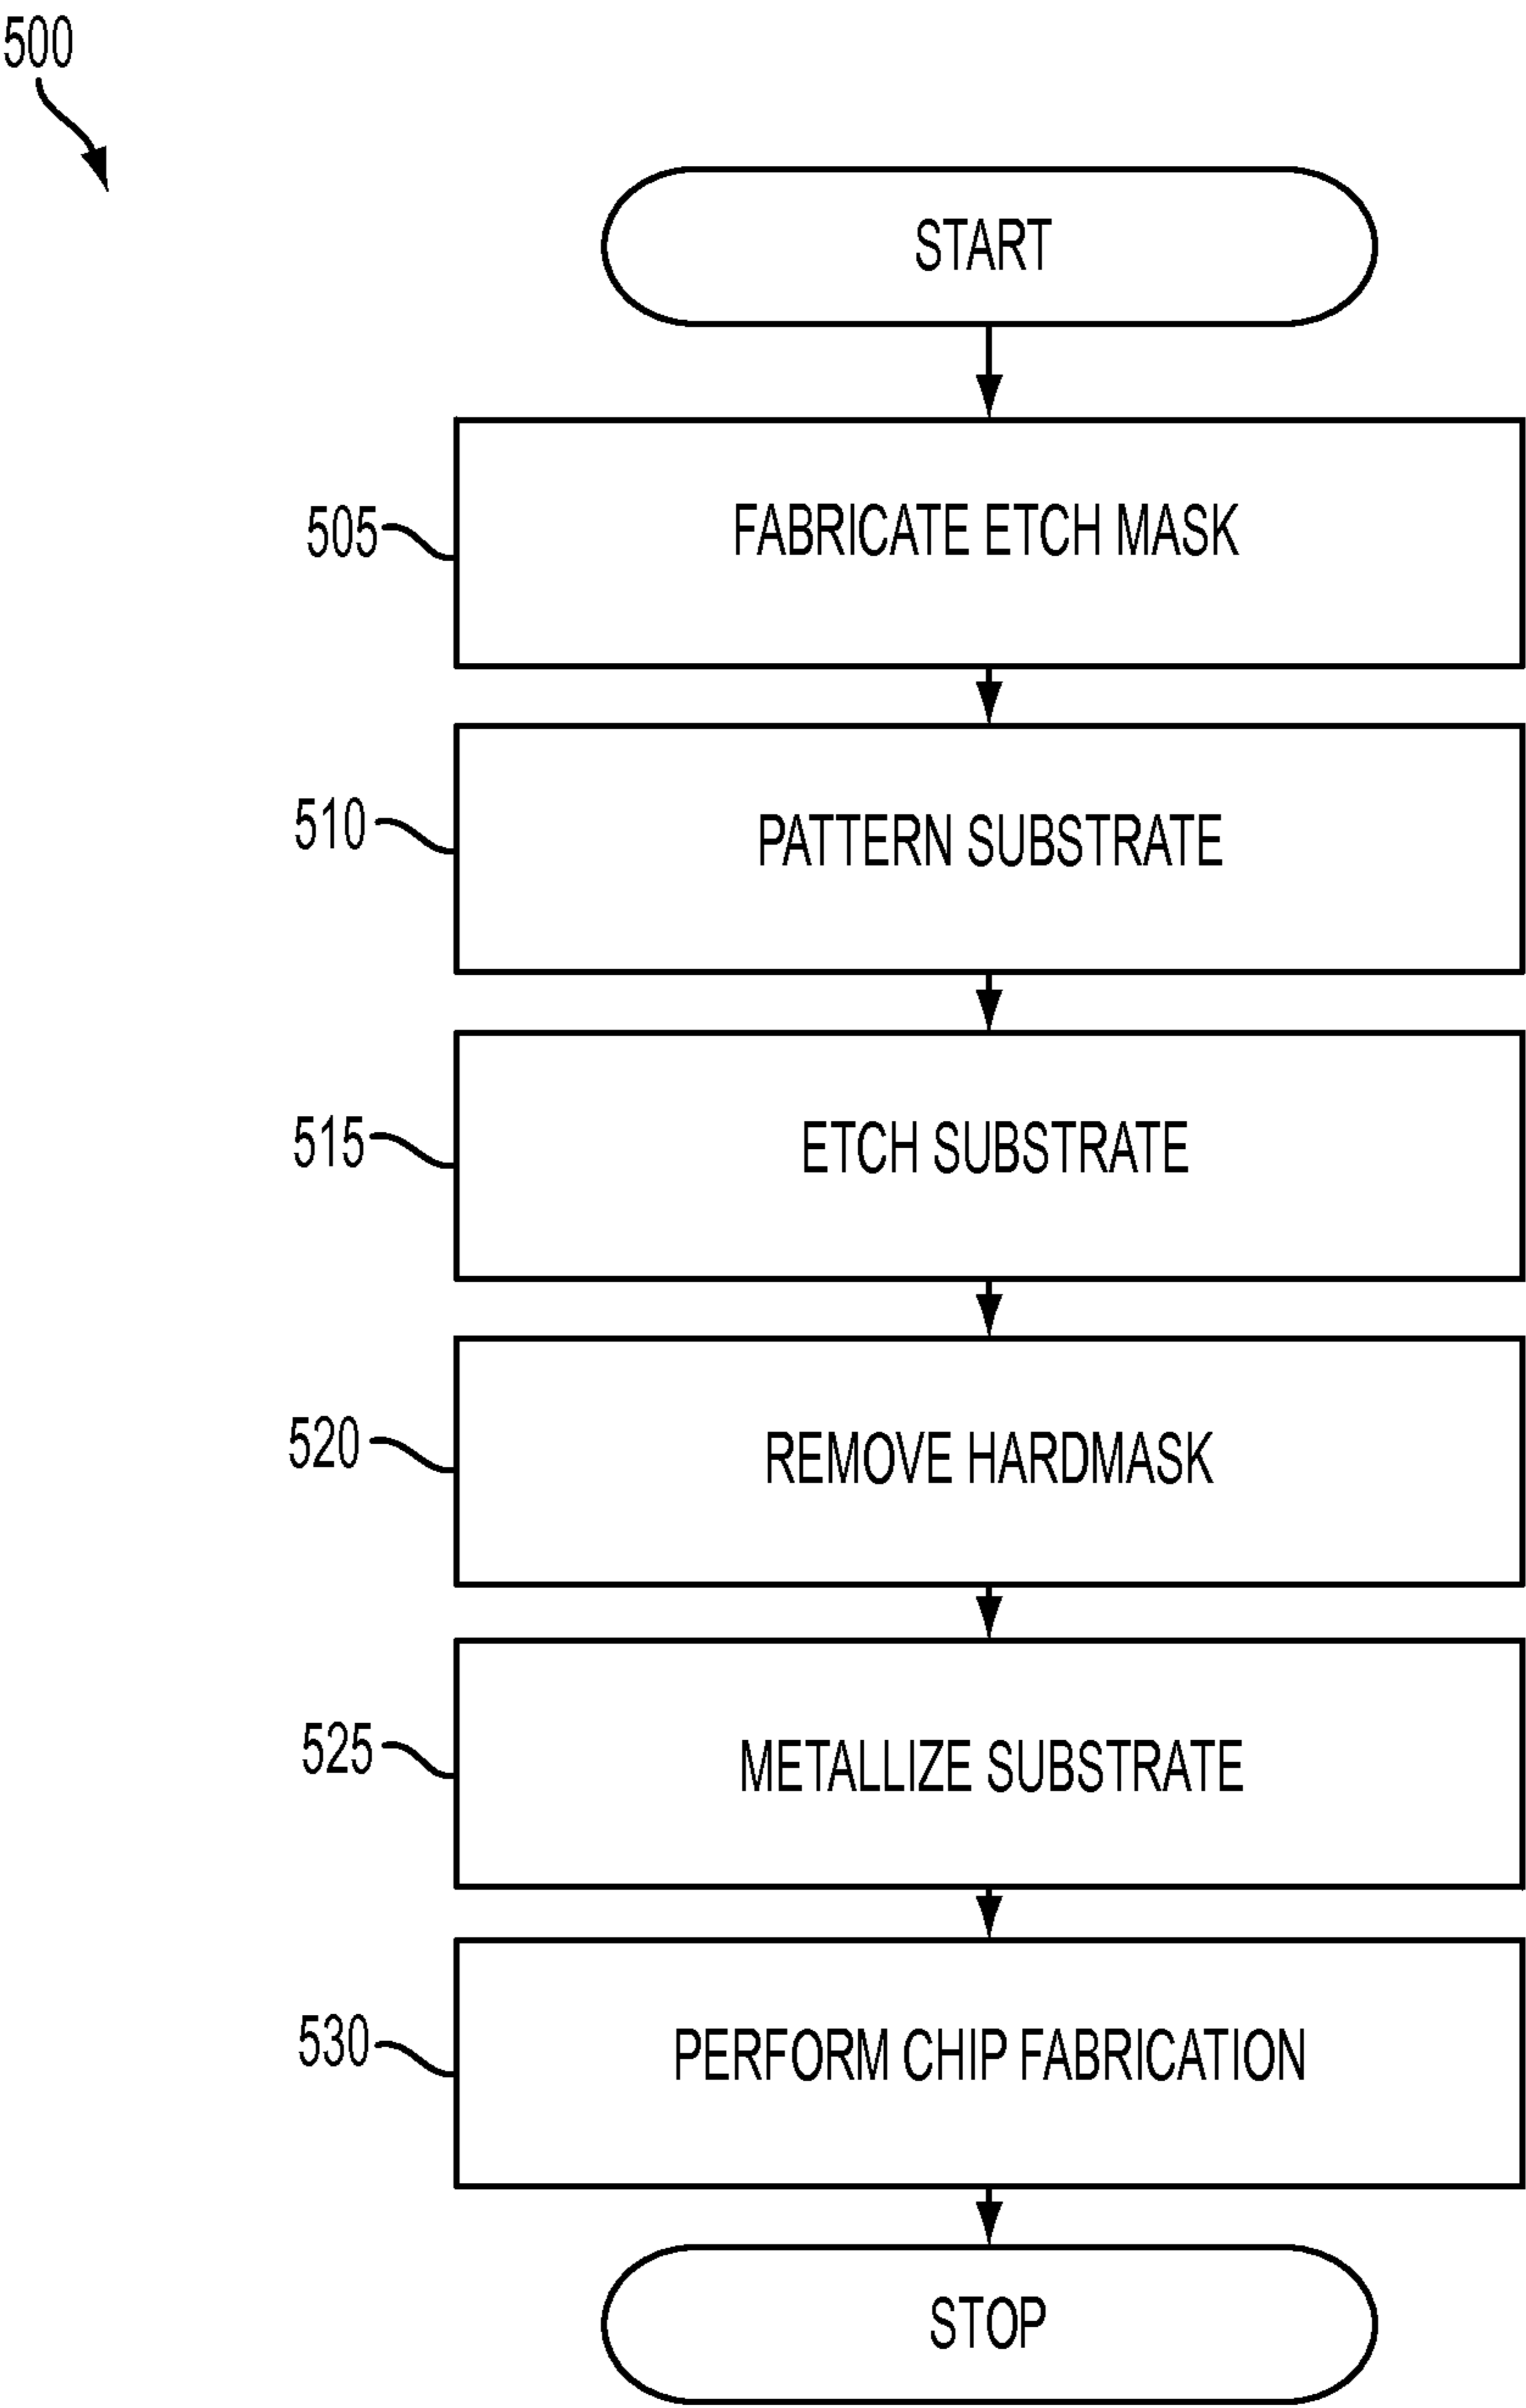 500
START
505 FABRICATE ETCH MASK
510 PATTERN SUBSTRATE
515 ETCH SUBSTRATE
520 REMOVE HARDMASK
525 METALLIZE SUBSTRATE
530 PERFORM CHIP FABRICATION
STOP